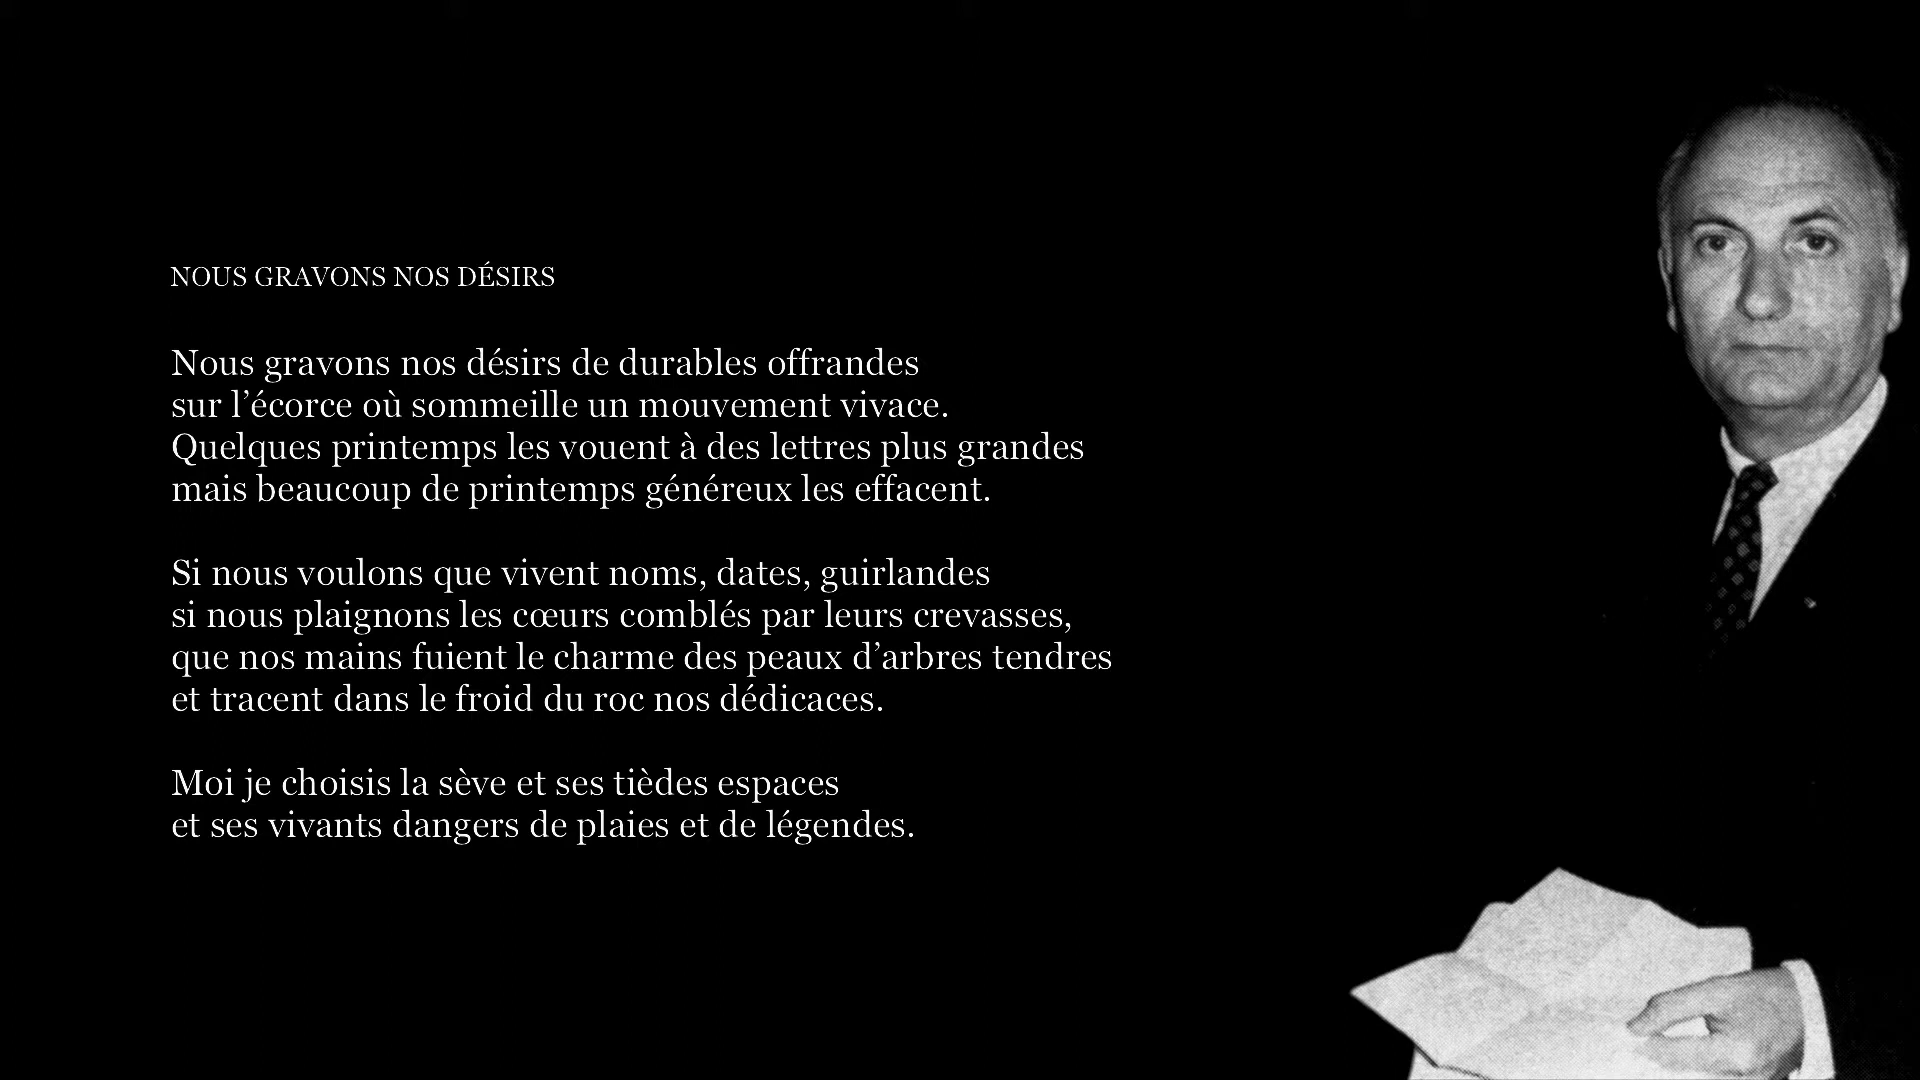 NOUS GRAVONS NOS DÉSIRS
Nous gravons nos désirs de durables offrandes
sur l’écorce où sommeille un mouvement vivace.
Quelques printemps les vouent à des lettres plus grandes
mais beaucoup de printemps généreux les effacent.
Si nous voulons que vivent noms, dates, guirlandes
si nous plaignons les cœurs comblés par leurs crevasses,
que nos mains fuient le charme des peaux d’arbres tendres
et tracent dans le froid du roc nos dédicaces.
Moi je choisis la sève et ses tièdes espaces
et ses vivants dangers de plaies et de légendes.